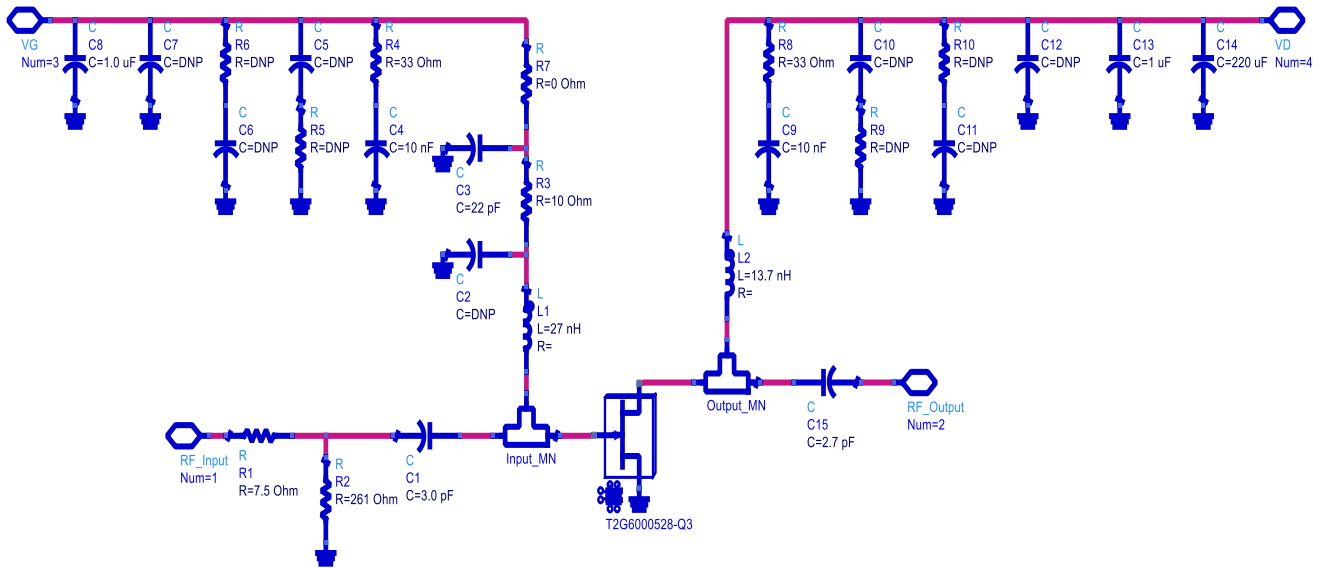 VG
Num=3
C
C8
C=1.0 uF
C
C7
C=DNP
R
R6
R=DNP
C
C6
C=DNP
C
C5
C=DNP
R
R5
R=DNP
R
R4
R=33 Ohm
C
C4
C=10 nF
R
R7
R=0 Ohm
C
C3
C=22 pF
R
R3
R=10 Ohm
C
C2
C=DNP
L
L1
L=27 nH
R=
RF_Input
Num=1
R
R1
R=7.5 Ohm
R
R2
R=261 Ohm
C
C1
C=3.0 pF
Input_MN
T2G6000528-Q3
Output_MN
L
L2
L=13.7 nH
R=
C
C15
C=2.7 pF
RF_Output
Num=2
R
R8
R=33 Ohm
C
C9
C=10 nF
C
C10
C=DNP
R
R9
R=DNP
R
R10
R=DNP
C
C11
C=DNP
C
C12
C=DNP
C
C13
C=1 uF
C
C14
C=220 uF
VD
Num=4